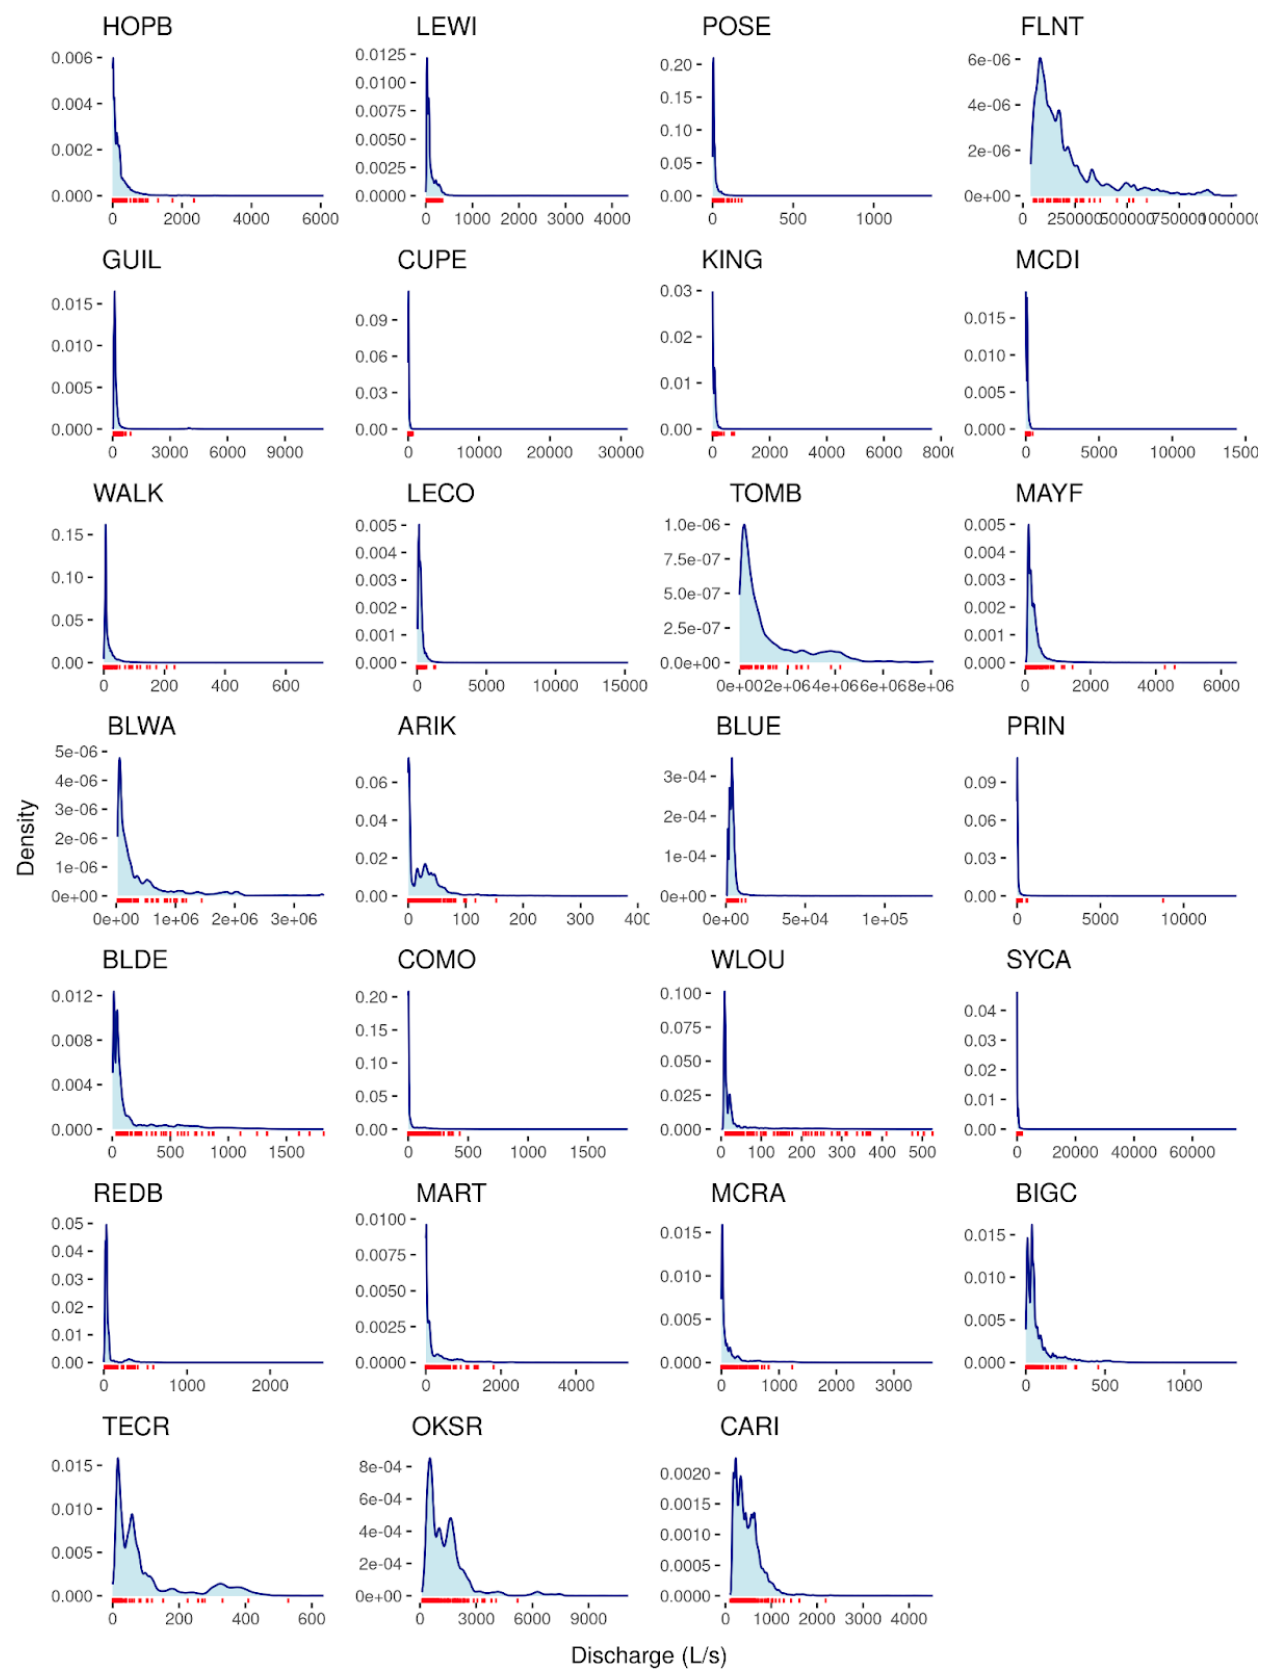 HOPB LEWI POSE FLNT
0.006 0.004 0.002 0.000
0 2000 4000 6000
0.0125 0.0100 0.0075 0.0050 0.0025 0.0000
0 1000 2000 3000 4000
0.20 0.15 0.10 0.05 0.00
0 500 1000
6e-06 4e-06 2e-06 0e+00
0 250000 500000 750000 1000000
GUIL CUPE KING MCDI
0.015 0.010 0.005 0.000
0 3000 6000 9000
0.09 0.06 0.03 0.00
0 10000 20000 30000
0.03 0.02 0.01 0.00
0 2000 4000 6000 8000
0.015 0.010 0.005 0.000
0 5000 10000 1500
WALK LECO TOMB MAYF
0.15 0.10 0.05 0.00
0 200 400 600
0.005 0.004 0.003 0.002 0.001 0.000
0 5000 10000 15000
1.0e-06 7.5e-07 5.0e-07 2.5e-07 0.0e+00
0e+00 2e+06 4e+06 6e+06 8e+06
0.005 0.004 0.003 0.002 0.001 0.000
0 2000 4000 6000
BLWA ARIK BLUE PRIN
5e-06 4e-06 3e-06 2e-06 1e-06 0e+00
0e+00 1e+06 2e+06 3e+06
0.06 0.04 0.02 0.00
0 100 200 300 400
3e-04 2e-04 1e-04 0e+00
0e+00 5e+04 1e+05
0.09 0.06 0.03 0.00
0 5000 10000
Density
BLDE COMO WLOU SYCA
0.012 0.008 0.004 0.000
0 500 1000 1500
0.20 0.15 0.10 0.05 0.00
0 500 1000 1500
0.100 0.075 0.050 0.025 0.000
0 100 200 300 400 500
0.04 0.03 0.02 0.01 0.00
0 20000 40000 60000
REDB MART MCRA BIGC
0.05 0.04 0.03 0.02 0.01 0.00
0 1000 2000
0.0100 0.0075 0.0050 0.0025 0.0000
0 2000 4000
0.015 0.010 0.005 0.000
0 1000 2000 3000
0.015 0.010 0.005 0.000
0 500 1000
TECR OKSR CARI
0.015 0.010 0.005 0.000
0 200 400 600
8e-04 6e-04 4e-04 2e-04 0e+00
0 3000 6000 9000
0.0020 0.0015 0.0010 0.0005 0.0000
0 1000 2000 3000 4000
Discharge (L/s)